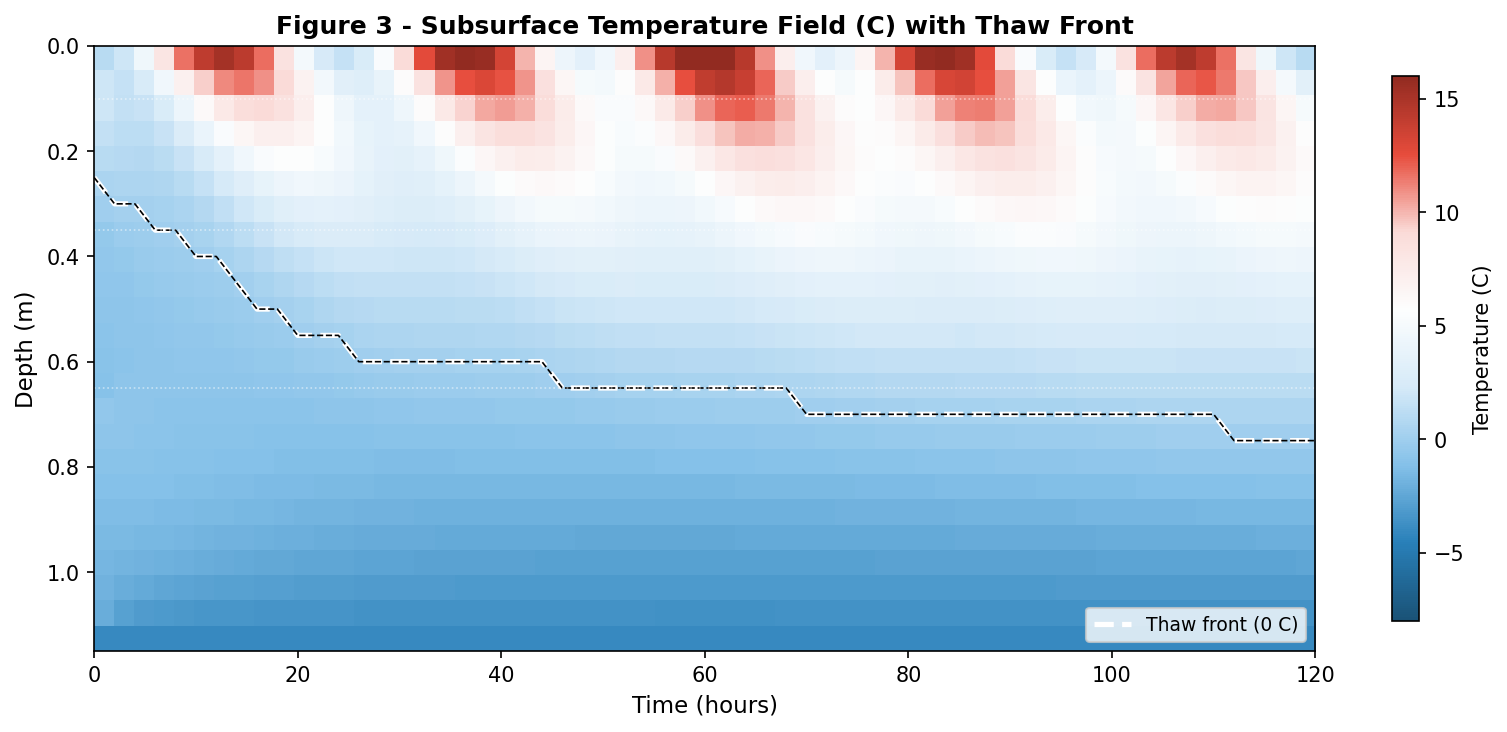 Figure 3 - Subsurface Temperature Field (C) with Thaw Front
0.0
0.2
0.4
0.6
0.8
1.0
Depth (m)
0 20 40 60 80 100 120
Time (hours)
Thaw front (0 C)
15
10
5
0
−5
Temperature (C)